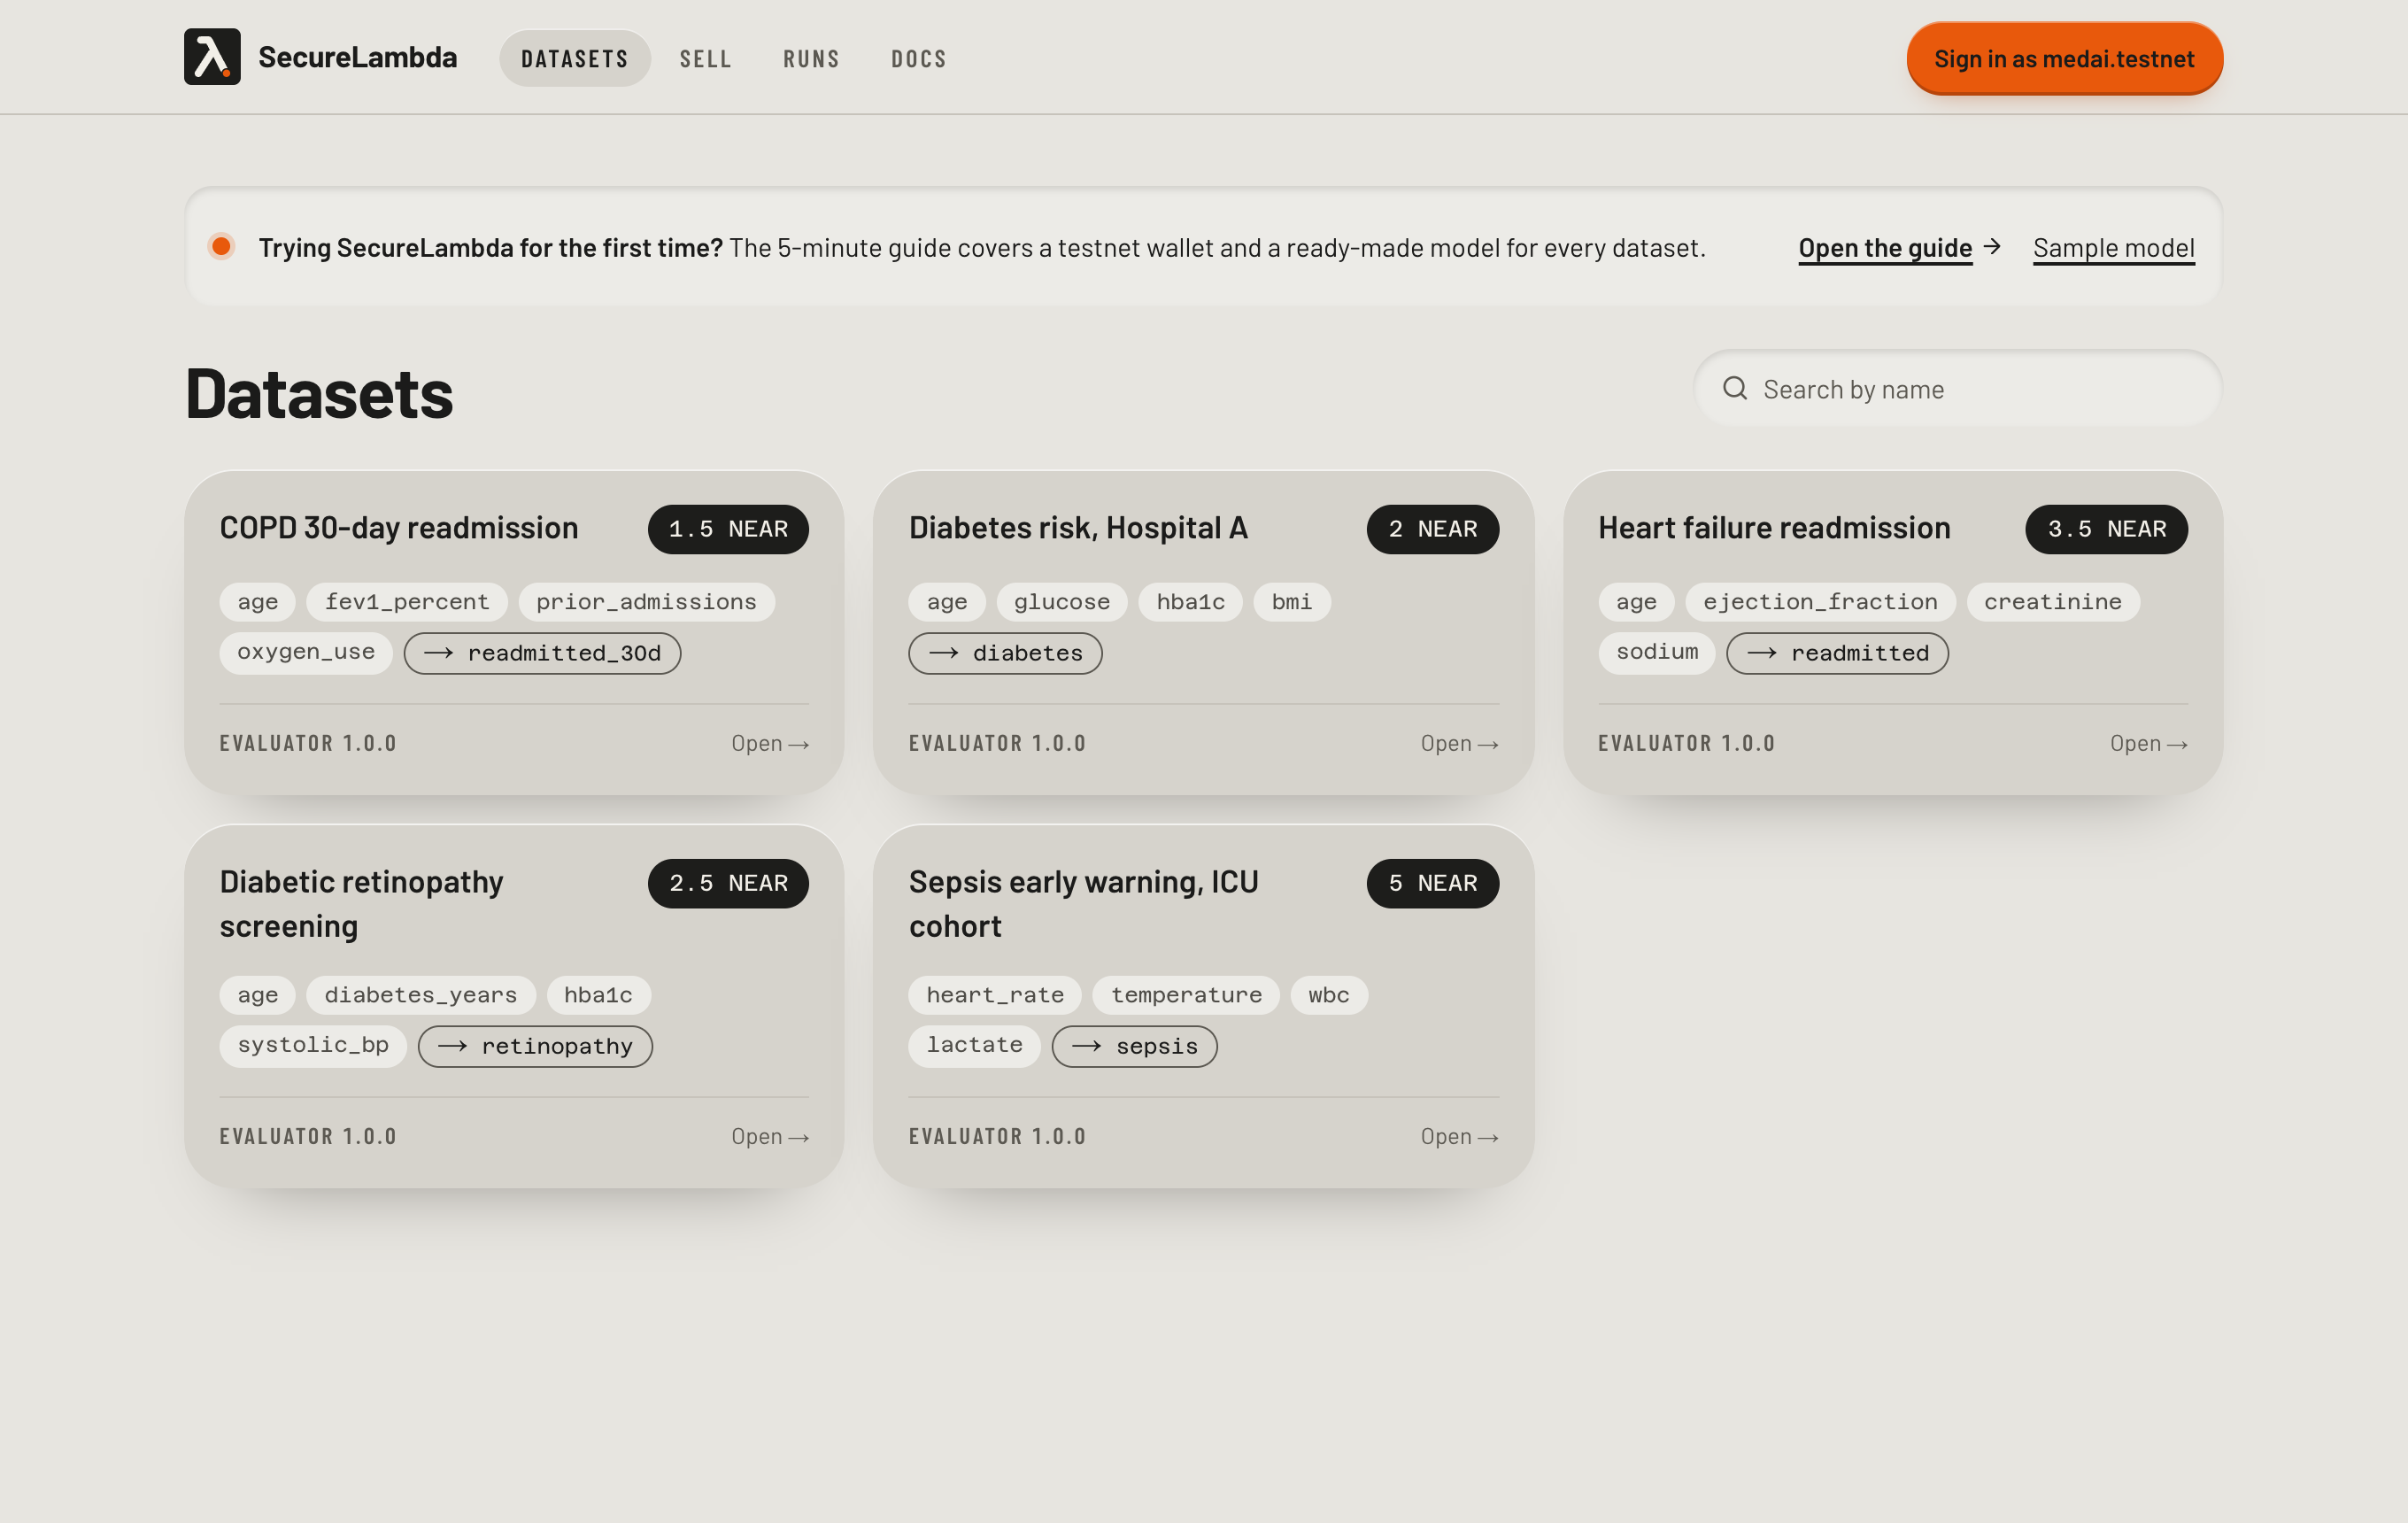 SecureLambda
DATASETS
SELL
RUNS
DOCS
Sign in as medai.testnet
Trying SecureLambda for the first time? The 5-minute guide covers a testnet wallet and a ready-made model for every dataset.
Open the guide →
Sample model
Datasets
Search by name
COPD 30-day readmission
1.5 NEAR
age
fev1_percent
prior_admissions
oxygen_use
→ readmitted_30d
EVALUATOR 1.0.0
Open →
Diabetes risk, Hospital A
2 NEAR
age
glucose
hba1c
bmi
→ diabetes
EVALUATOR 1.0.0
Open →
Heart failure readmission
3.5 NEAR
age
ejection_fraction
creatinine
sodium
→ readmitted
EVALUATOR 1.0.0
Open →
Diabetic retinopathy
screening
2.5 NEAR
age
diabetes_years
hba1c
systolic_bp
→ retinopathy
EVALUATOR 1.0.0
Open →
Sepsis early warning, ICU
cohort
5 NEAR
heart_rate
temperature
wbc
lactate
→ sepsis
EVALUATOR 1.0.0
Open →